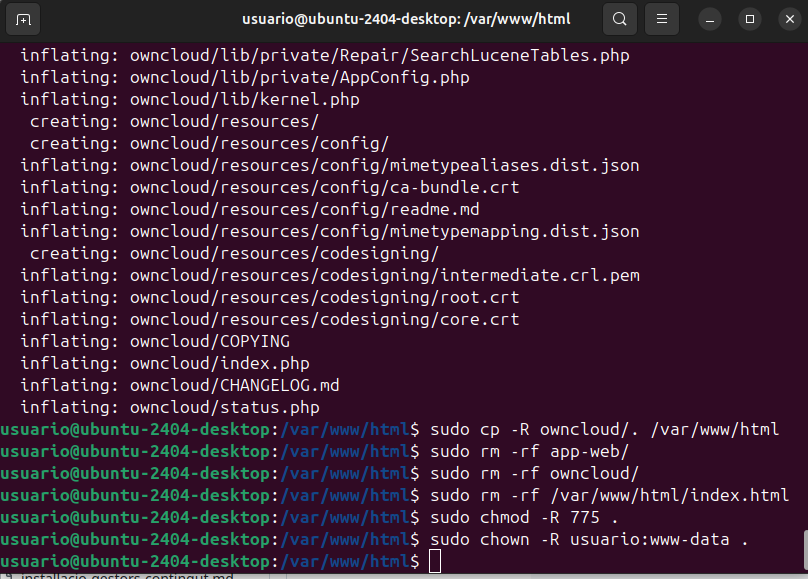 usuario@ubuntu-2404-desktop: /var/www/html
inflating: owncloud/lib/private/Repair/SearchLuceneTables.php
inflating: owncloud/lib/private/AppConfig.php
inflating: owncloud/lib/kernel.php
creating: owncloud/resources/
creating: owncloud/resources/config/
inflating: owncloud/resources/config/mimetypealiases.dist.json
inflating: owncloud/resources/config/ca-bundle.crt
inflating: owncloud/resources/config/readme.md
inflating: owncloud/resources/config/mimetypemapping.dist.json
creating: owncloud/resources/codesigning/
inflating: owncloud/resources/codesigning/intermediate.crl.pem
inflating: owncloud/resources/codesigning/root.crt
inflating: owncloud/resources/codesigning/core.crt
inflating: owncloud/COPYING
inflating: owncloud/index.php
inflating: owncloud/CHANGELOG.md
inflating: owncloud/status.php
usuario@ubuntu-2404-desktop:/var/www/html$ sudo cp -R owncloud/. /var/www/html
usuario@ubuntu-2404-desktop:/var/www/html$ sudo rm -rf app-web/
usuario@ubuntu-2404-desktop:/var/www/html$ sudo rm -rf owncloud/
usuario@ubuntu-2404-desktop:/var/www/html$ sudo rm -rf /var/www/html/index.html
usuario@ubuntu-2404-desktop:/var/www/html$ sudo chmod -R 775 .
usuario@ubuntu-2404-desktop:/var/www/html$ sudo chown -R usuario:www-data .
usuario@ubuntu-2404-desktop:/var/www/html$